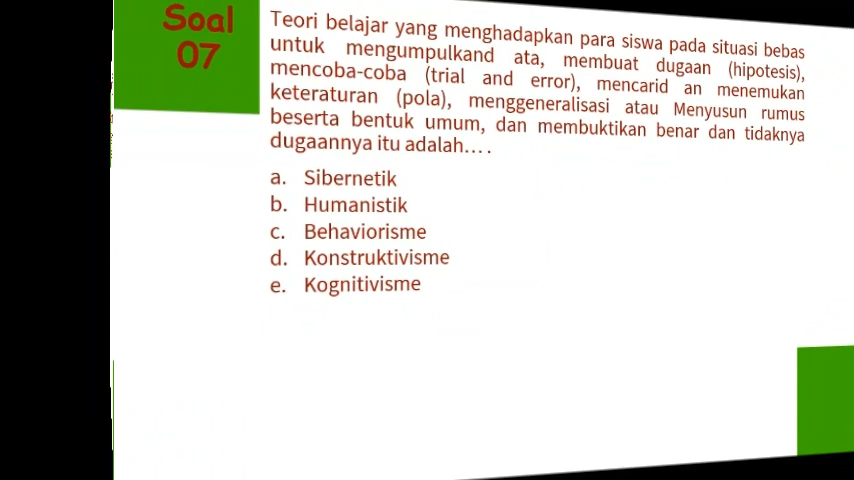 Soal
07
Teori belajar yang menghadapkan para siswa pada situasi bebas
untuk mengumpulkand ata, membuat dugaan (hipotesis),
mencoba-coba (trial and error), mencarid an menemukan
keteraturan (pola), menggeneralisasi atau Menyusun rumus
beserta bentuk umum, dan membuktikan benar dan tidaknya
dugaannya itu adalah....
a. Sibernetik
b. Humanistik
c. Behaviorisme
d. Konstruktivisme
e. Kognitivisme